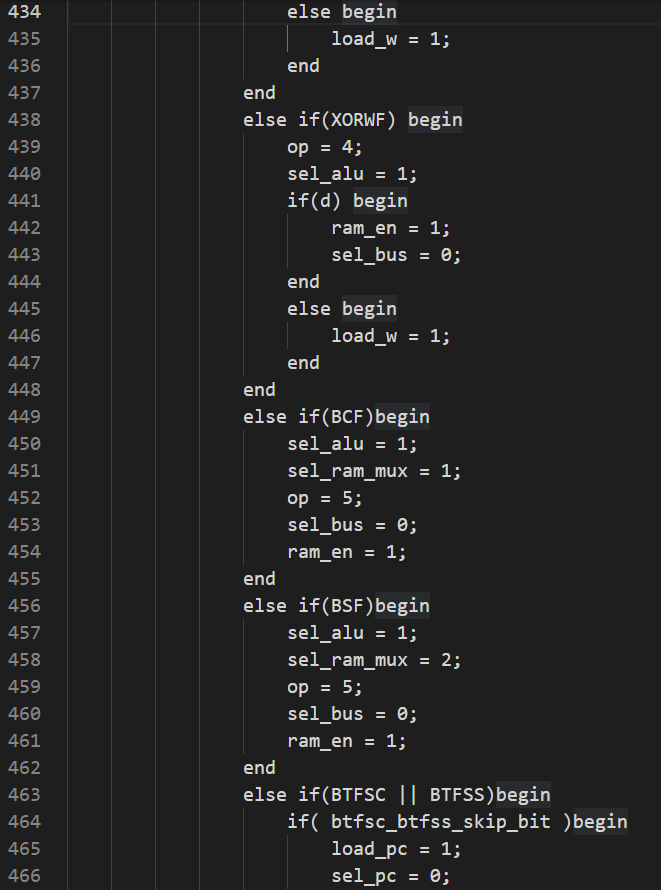 434 else begin
435 load_w = 1;
436 end
437 end
438 else if(XORWF) begin
439 op = 4;
440 sel_alu = 1;
441 if(d) begin
442 ram_en = 1;
443 sel_bus = 0;
444 end
445 else begin
446 load_w = 1;
447 end
448 end
449 else if(BCF)begin
450 sel_alu = 1;
451 sel_ram_mux = 1;
452 op = 5;
453 sel_bus = 0;
454 ram_en = 1;
455 end
456 else if(BSF)begin
457 sel_alu = 1;
458 sel_ram_mux = 2;
459 op = 5;
460 sel_bus = 0;
461 ram_en = 1;
462 end
463 else if(BTFSC || BTFSS)begin
464 if( btfsc_btfss_skip_bit )begin
465 load_pc = 1;
466 sel_pc = 0;